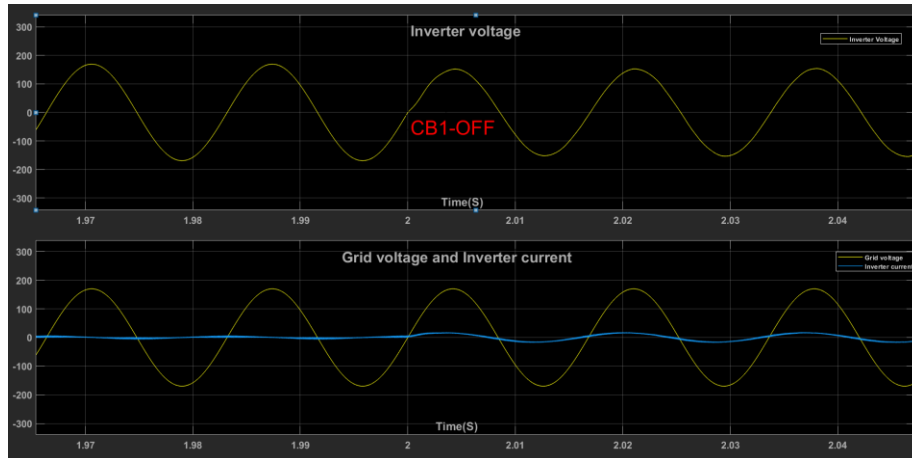 Inverter voltage
Inverter Voltage
300
200
100
0
-100
-200
-300
CB1-OFF
Time(S)
1.97 1.98 1.99 2 2.01 2.02 2.03 2.04
Grid voltage and Inverter current
Grid voltage
Inverter current
300
200
100
0
-100
-200
-300
Time(S)
1.97 1.98 1.99 2 2.01 2.02 2.03 2.04